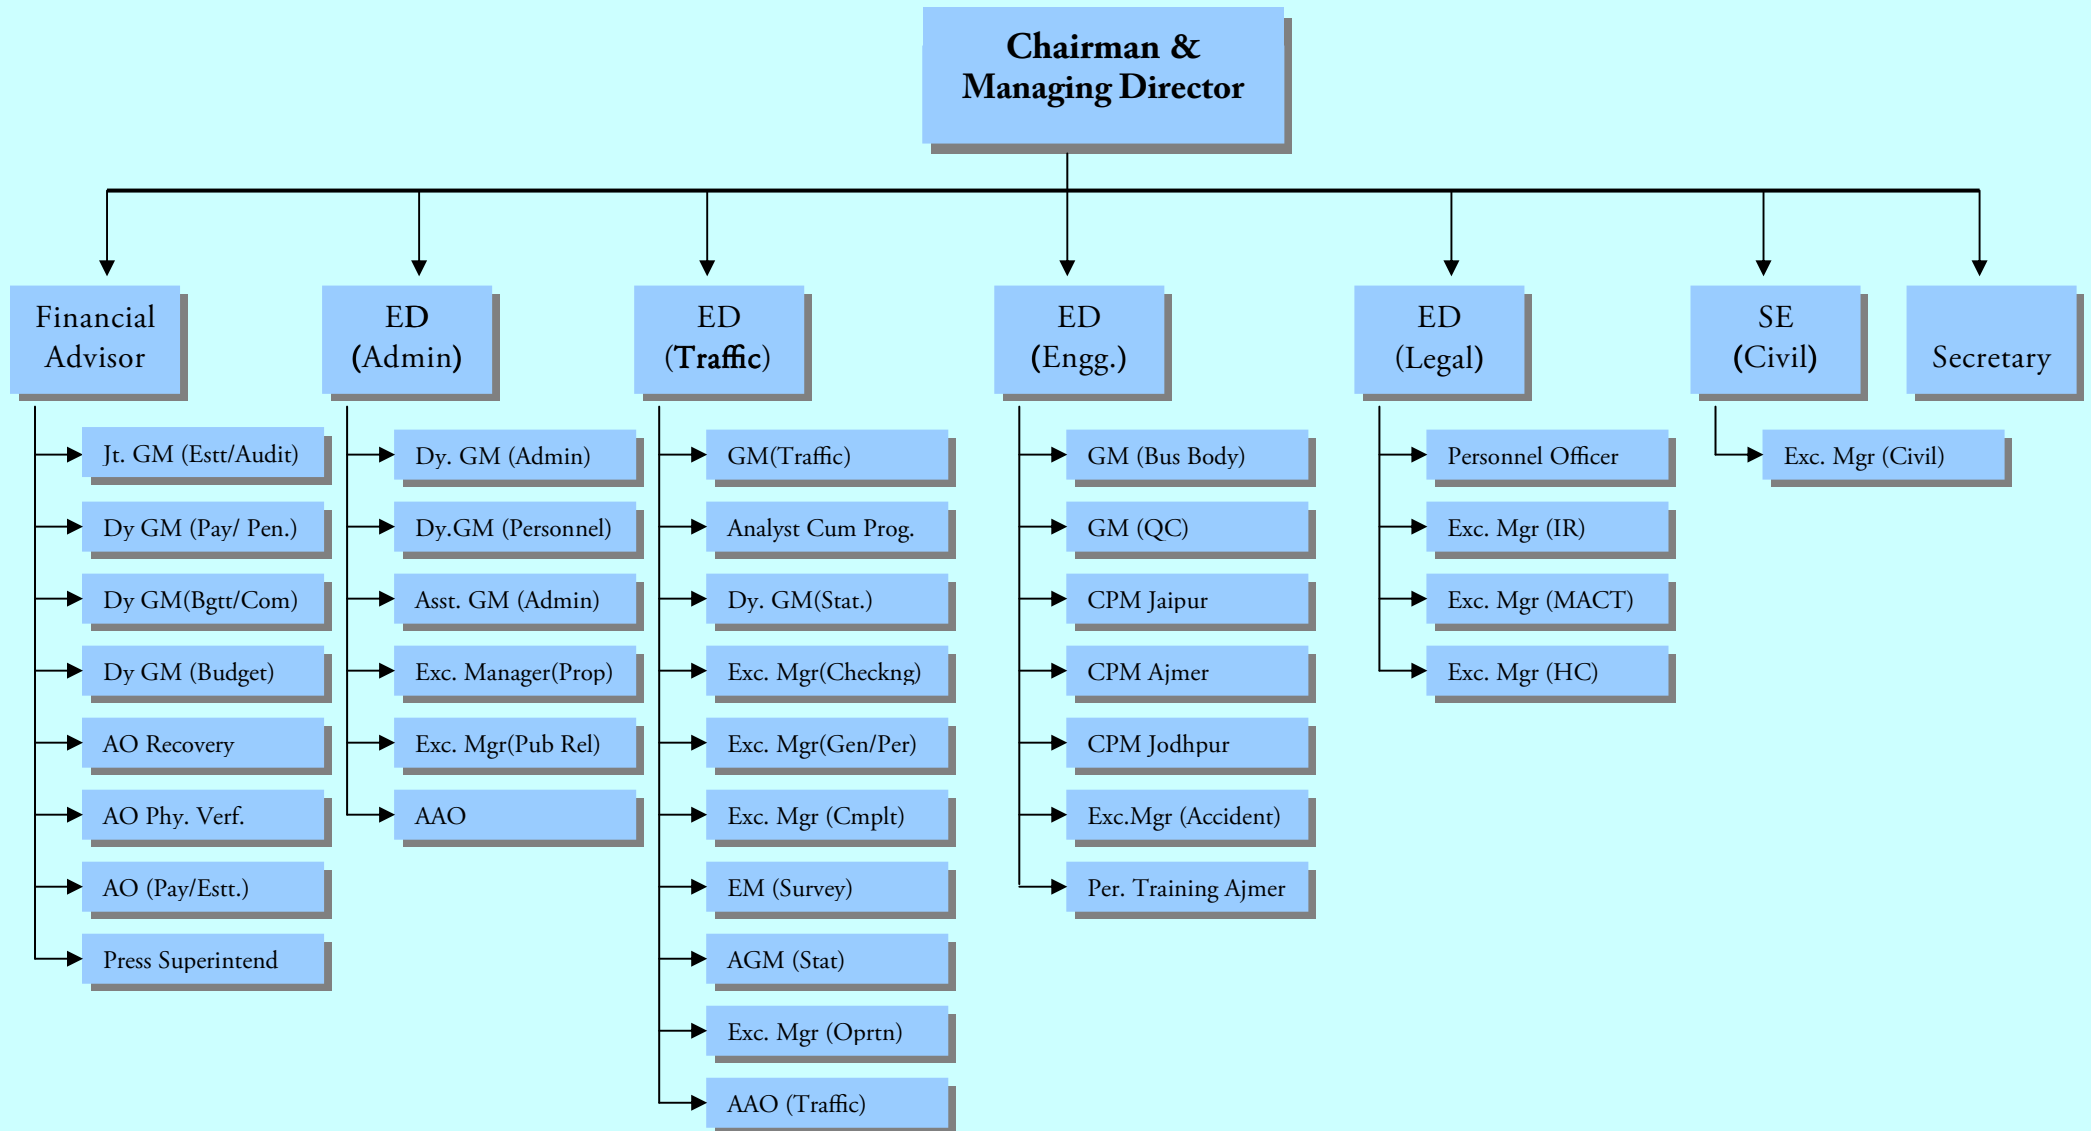 Chairman &
Managing Director
Financial
Advisor
ED
(Admin)
ED
(Traffic)
ED
(Engg.)
ED
(Legal)
SE
(Civil)
Secretary
Jt. GM (Estt/Audit)
Dy GM (Pay/ Pen.)
Dy GM(Bgtt/Com)
Dy GM (Budget)
AO Recovery
AO Phy. Verf.
AO (Pay/Estt.)
Press Superintend
Dy. GM (Admin)
Dy.GM (Personnel)
Asst. GM (Admin)
Exc. Manager(Prop)
Exc. Mgr(Pub Rel)
AAO
GM(Traffic)
Analyst Cum Prog.
Dy. GM(Stat.)
Exc. Mgr(Checkng)
Exc. Mgr(Gen/Per)
Exc. Mgr (Cmplt)
EM (Survey)
AGM (Stat)
Exc. Mgr (Oprtn)
AAO (Traffic)
GM (Bus Body)
GM (QC)
CPM Jaipur
CPM Ajmer
CPM Jodhpur
Exc.Mgr (Accident)
Per. Training Ajmer
Personnel Officer
Exc. Mgr (IR)
Exc. Mgr (MACT)
Exc. Mgr (HC)
Exc. Mgr (Civil)